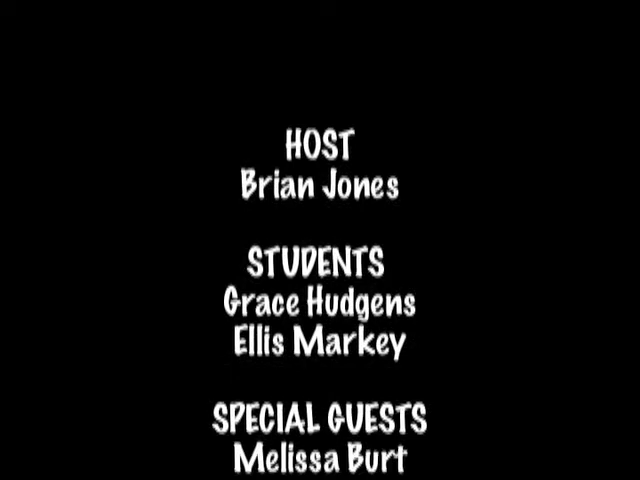 HOST
Brian Jones
STUDENTS
Grace Hudgens
Ellis Markey
SPECIAL GUESTS
Melissa Burt